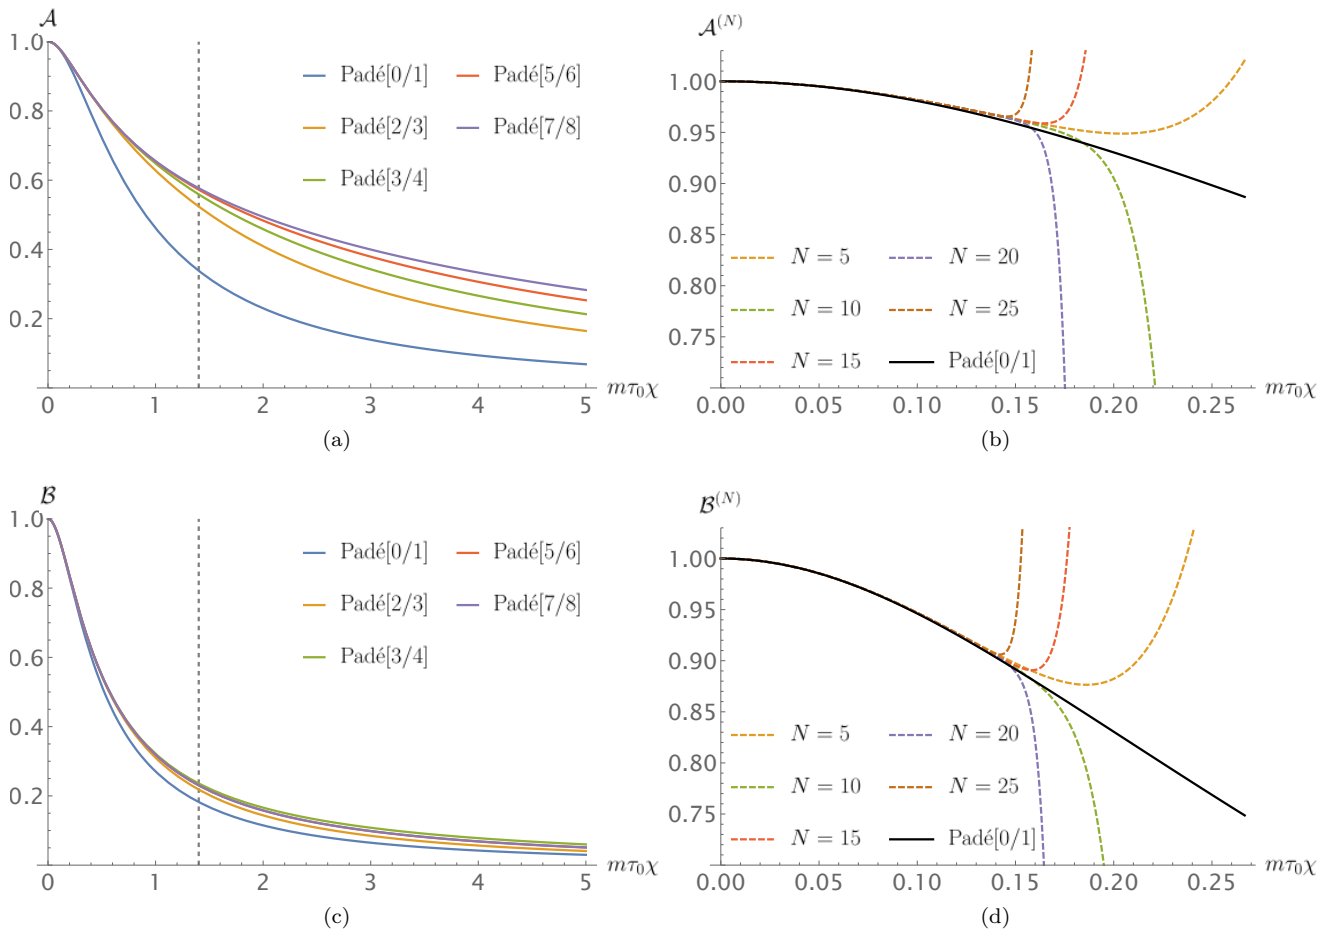 𝒜
1.0
0.8
0.6
0.4
0.2
0 1 2 3 4 5
mτ₀χ
Padé[0/1] Padé[5/6]
Padé[2/3] Padé[7/8]
Padé[3/4]
(a)
𝒜⁽ᴺ⁾
1.00
0.95
0.90
0.85
0.80
0.75
0.00 0.05 0.10 0.15 0.20 0.25
mτ₀χ
N = 5 N = 20
N = 10 N = 25
N = 15 Padé[0/1]
(b)
ℬ
1.0
0.8
0.6
0.4
0.2
0 1 2 3 4 5
mτ₀χ
Padé[0/1] Padé[5/6]
Padé[2/3] Padé[7/8]
Padé[3/4]
(c)
ℬ⁽ᴺ⁾
1.00
0.95
0.90
0.85
0.80
0.75
0.00 0.05 0.10 0.15 0.20 0.25
mτ₀χ
N = 5 N = 20
N = 10 N = 25
N = 15 Padé[0/1]
(d)